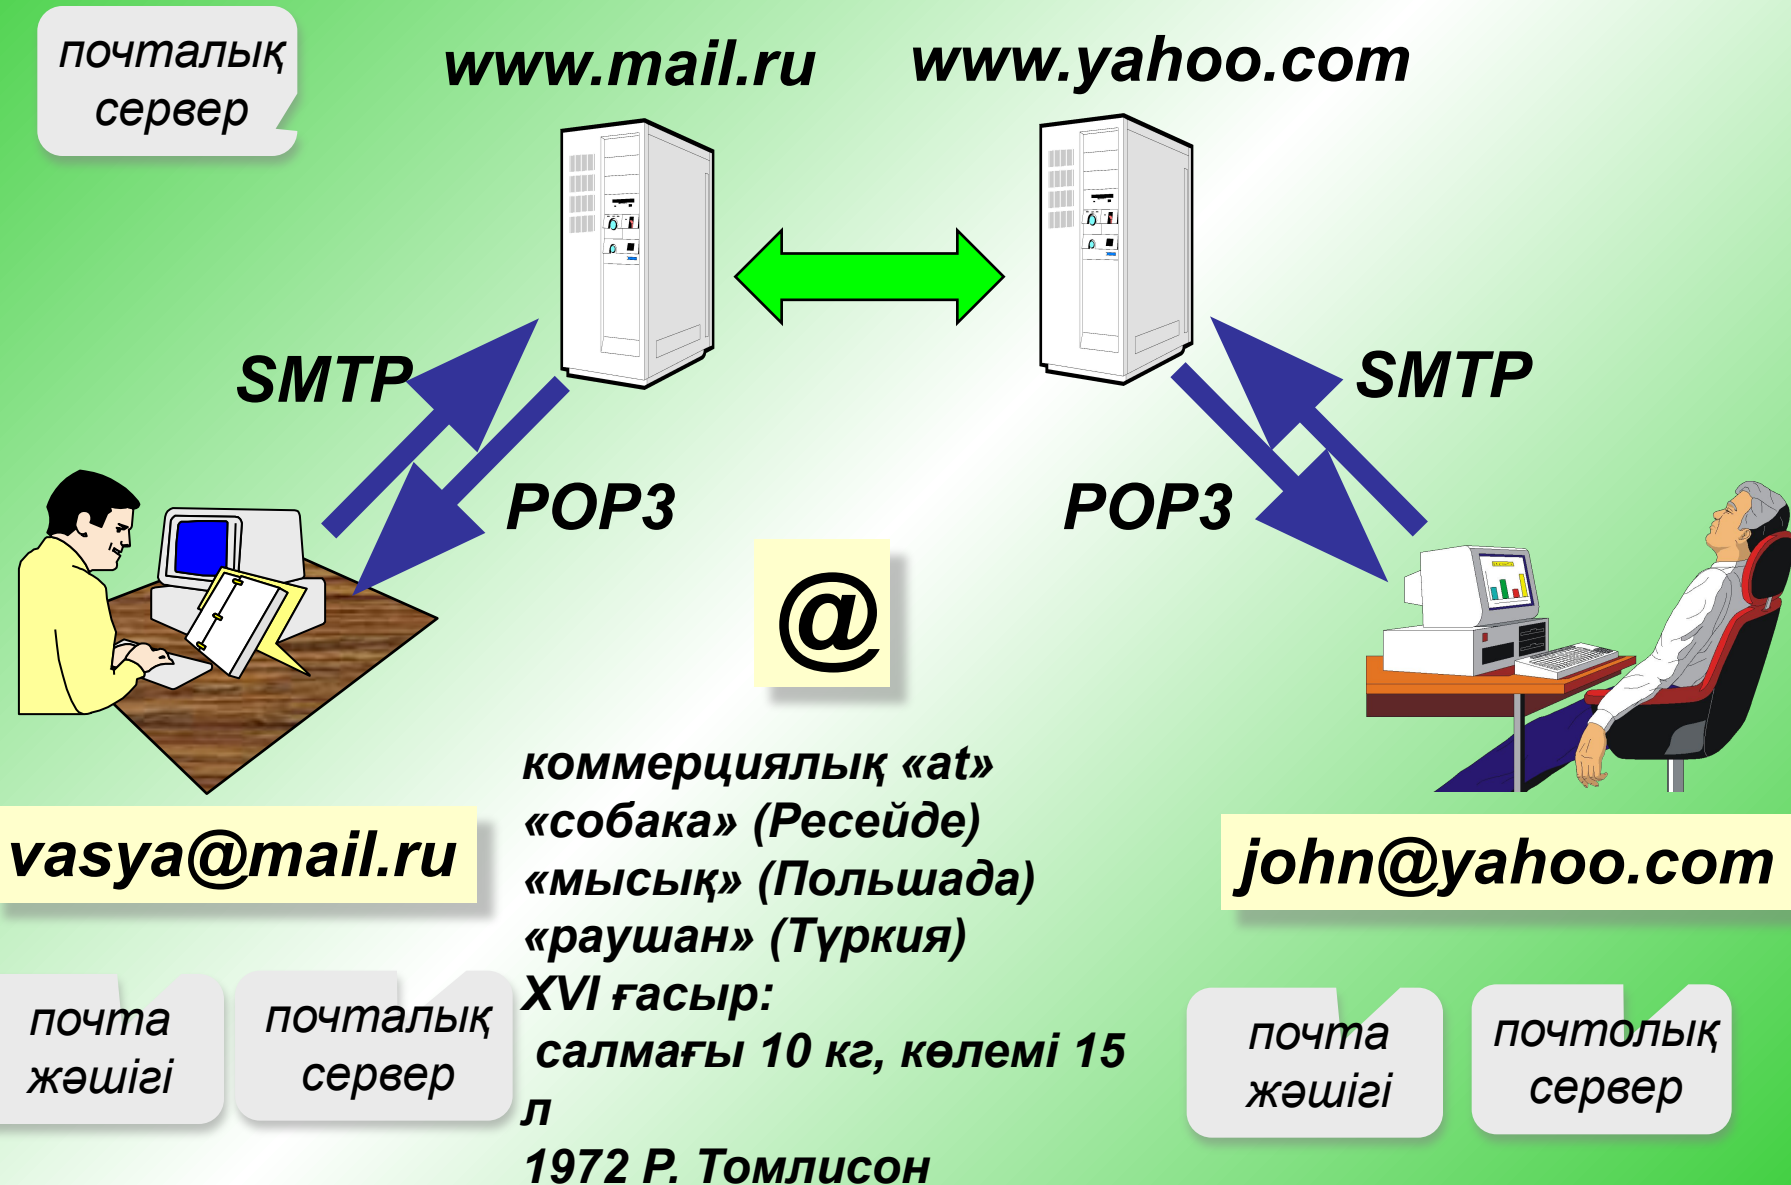 почталық
сервер
www.mail.ru
www.yahoo.com
SMTP
SMTP
POP3
POP3
@
коммерциялық «at»
«собака» (Ресейде)
«мысық» (Польшада)
«раушан» (Түркия)
XVI ғасыр:
салмағы 10 кг, көлемі 15
л
1972 Р. Томлисон
vasya@mail.ru
john@yahoo.com
почта
жәшігі
почталық
сервер
почта
жәшігі
почтолық
сервер